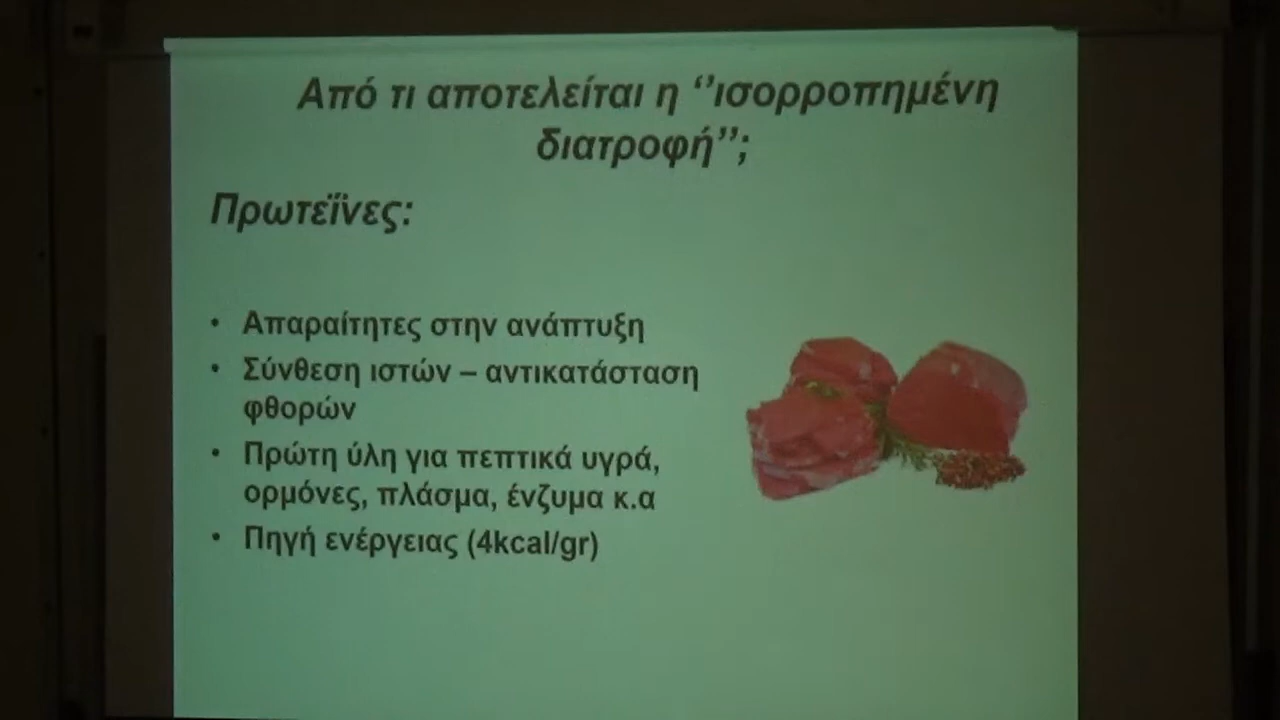 Από τι αποτελείται η ‘’ισορροπημένη
διατροφή’’;
Πρωτεΐνες:
• Απαραίτητες στην ανάπτυξη
• Σύνθεση ιστών – αντικατάσταση
φθορών
• Πρώτη ύλη για πεπτικά υγρά,
ορμόνες, πλάσμα, ένζυμα κ.α
• Πηγή ενέργειας (4kcal/gr)